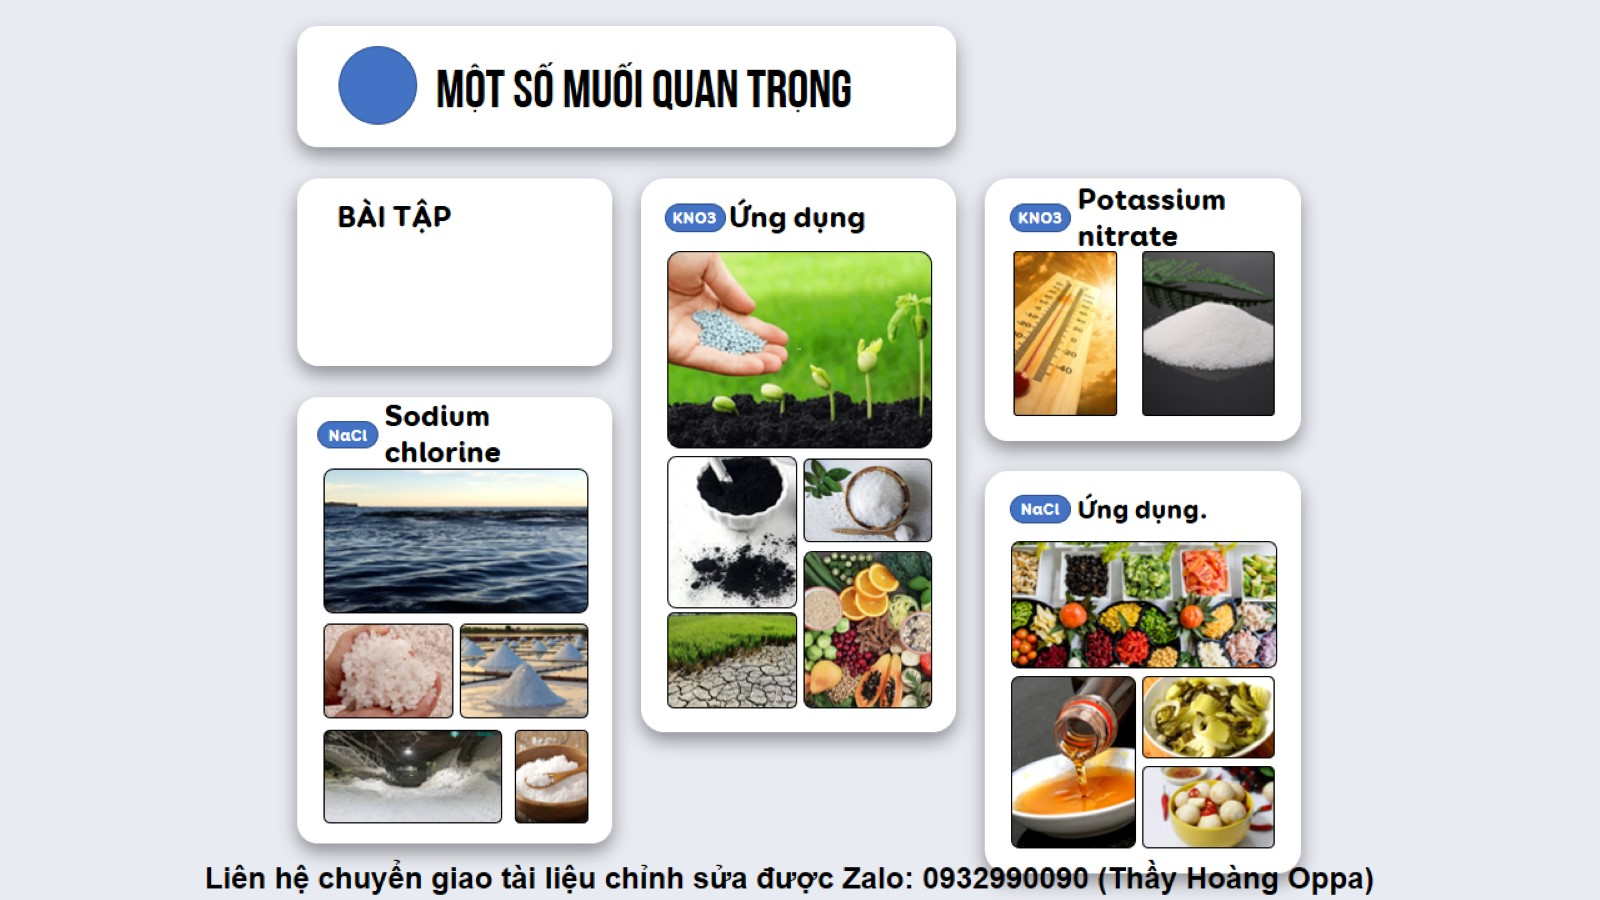 MỘT SỐ MUỐI QUAN TRỌNG
BÀI TẬP
NaCl Sodium
chlorine
KNO3 Ứng dụng
KNO3 Potassium
nitrate
NaCl Ứng dụng.
Liên hệ chuyển giao tài liệu chỉnh sửa được Zalo: 0932990090 (Thầy Hoàng Oppa)